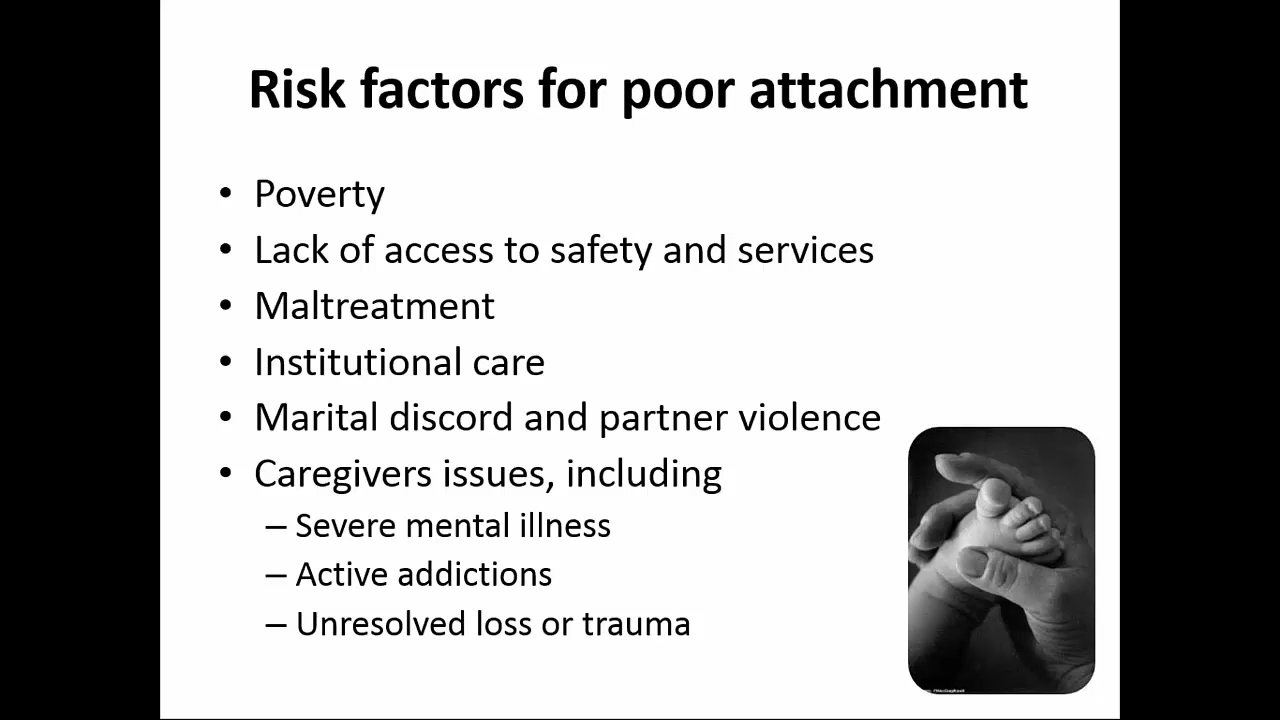 Risk factors for poor attachment
• Poverty
• Lack of access to safety and services
• Maltreatment
• Institutional care
• Marital discord and partner violence
• Caregivers issues, including
– Severe mental illness
– Active addictions
– Unresolved loss or trauma